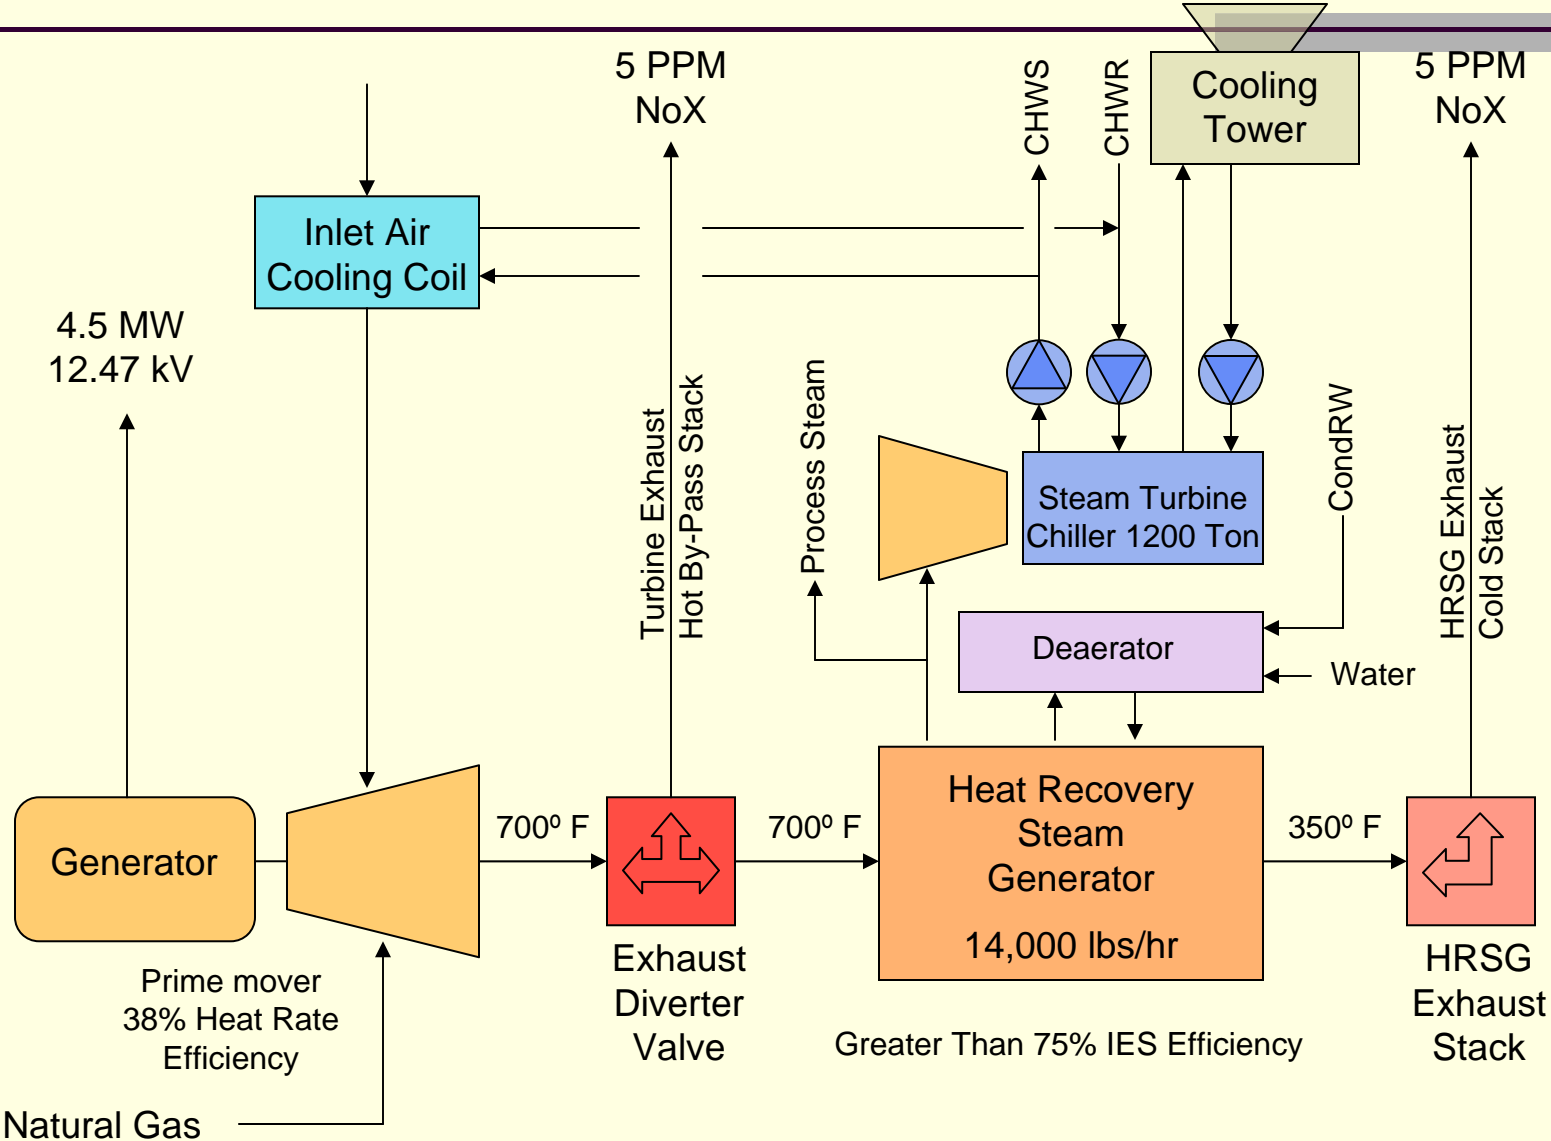 5 PPM
NoX
CHWS
CHWR
Cooling
Tower
5 PPM
NoX
Inlet Air
Cooling Coil
4.5 MW
12.47 kV
Turbine Exhaust
Hot By-Pass Stack
Process Steam
Steam Turbine
Chiller 1200 Ton
CondRW
HRSG Exhaust
Cold Stack
Deaerator
Water
Generator
700º F
700º F
Heat Recovery
Steam
Generator
14,000 lbs/hr
350º F
Prime mover
38% Heat Rate
Efficiency
Exhaust
Diverter
Valve
Greater Than 75% IES Efficiency
HRSG
Exhaust
Stack
Natural Gas